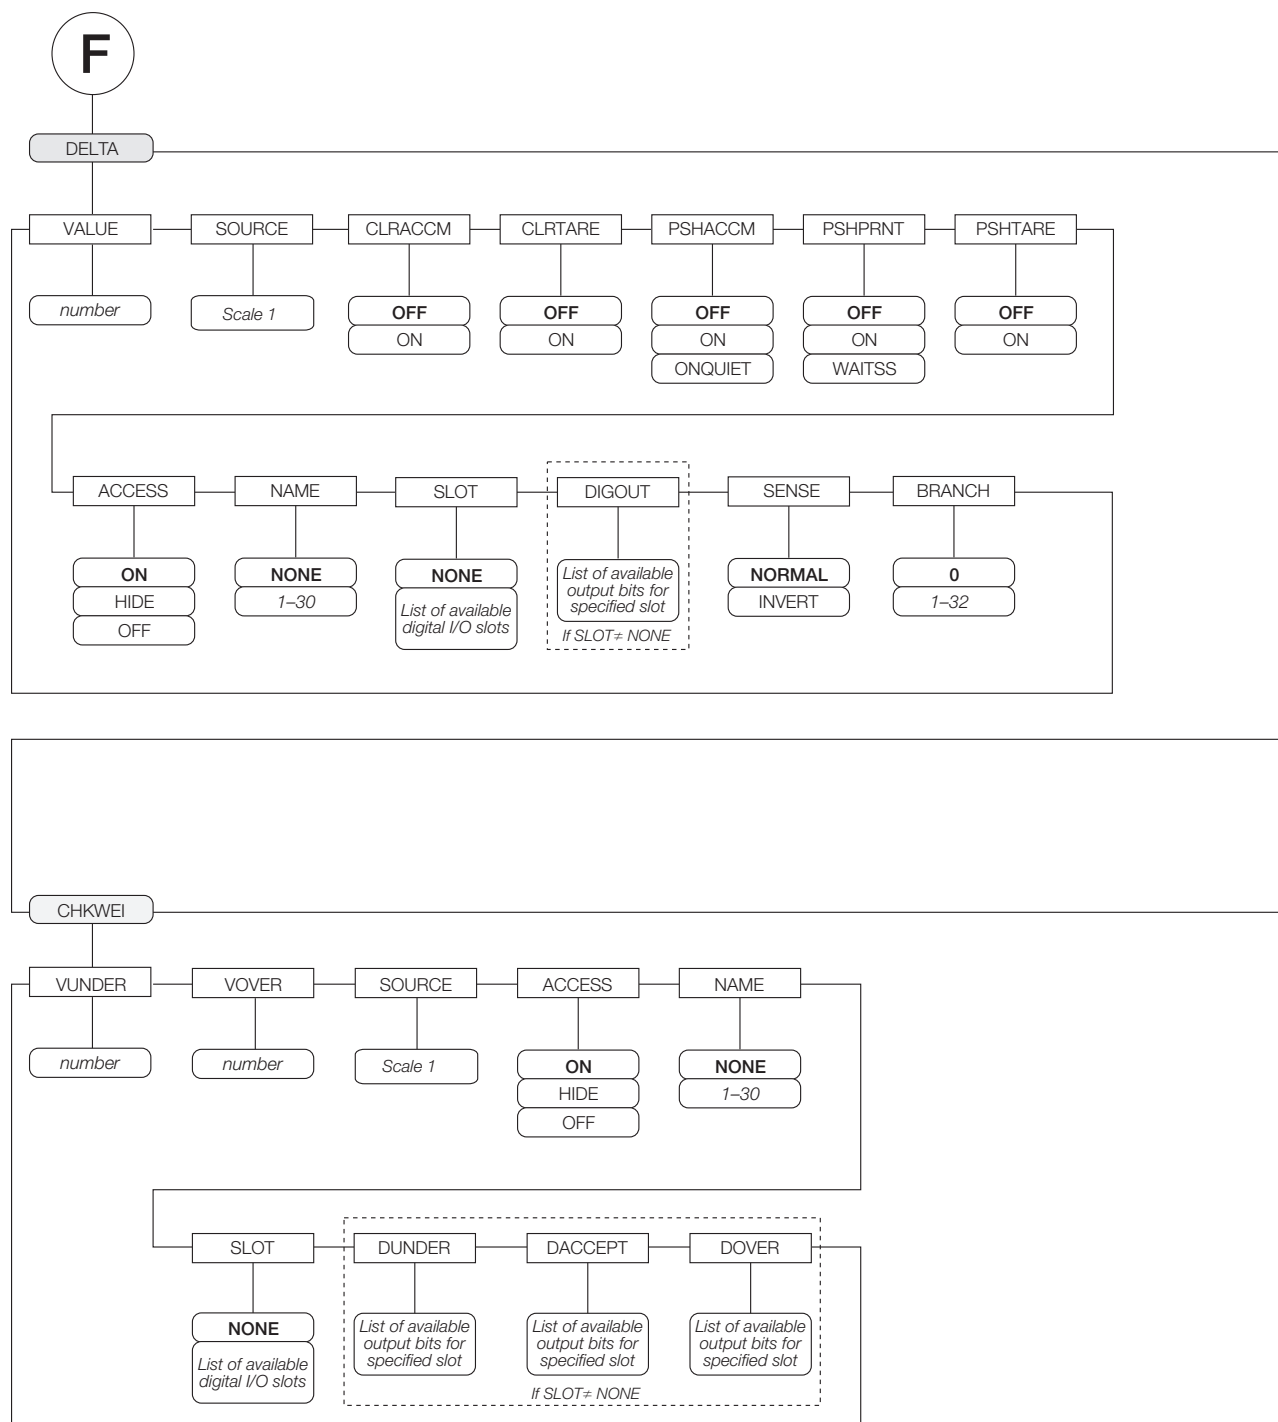 F
DELTA
VALUE SOURCE CLRACCM CLRTARE PSHACCM PSHPRNT PSHTARE
number Scale 1 OFF OFF OFF OFF OFF
ON ON ON ON ON
ONQUIET WAITSS
ACCESS NAME SLOT DIGOUT SENSE BRANCH
ON NONE NONE List of available output bits for specified slot NORMAL 0
HIDE 1–30 List of available digital I/O slots INVERT 1–32
OFF If SLOT≠ NONE
CHKWEI
VUNDER VOVER SOURCE ACCESS NAME
number number Scale 1 ON NONE
HIDE 1–30
OFF
SLOT DUNDER DACCEPT DOVER
NONE List of available output bits for specified slot List of available output bits for specified slot List of available output bits for specified slot
List of available digital I/O slots If SLOT≠ NONE